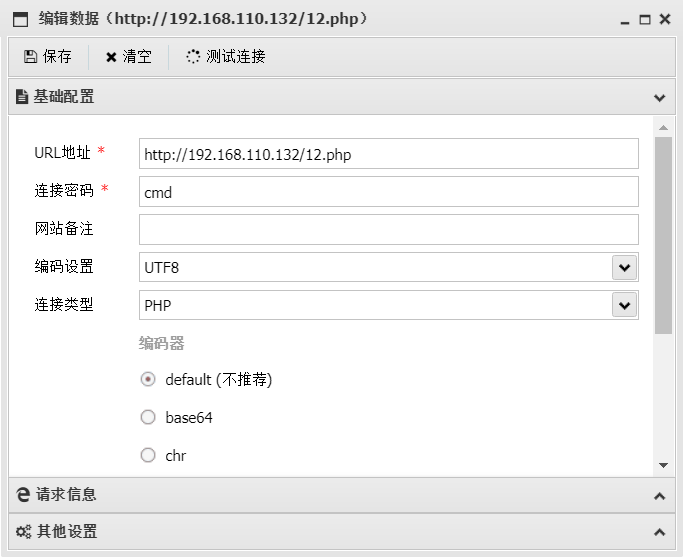 编辑数据（http://192.168.110.132/12.php）
保存 清空 测试连接
基础配置
URL地址 * http://192.168.110.132/12.php
连接密码 * cmd
网站备注
编码设置 UTF8
连接类型 PHP
编码器
default (不推荐)
base64
chr
请求信息
其他设置